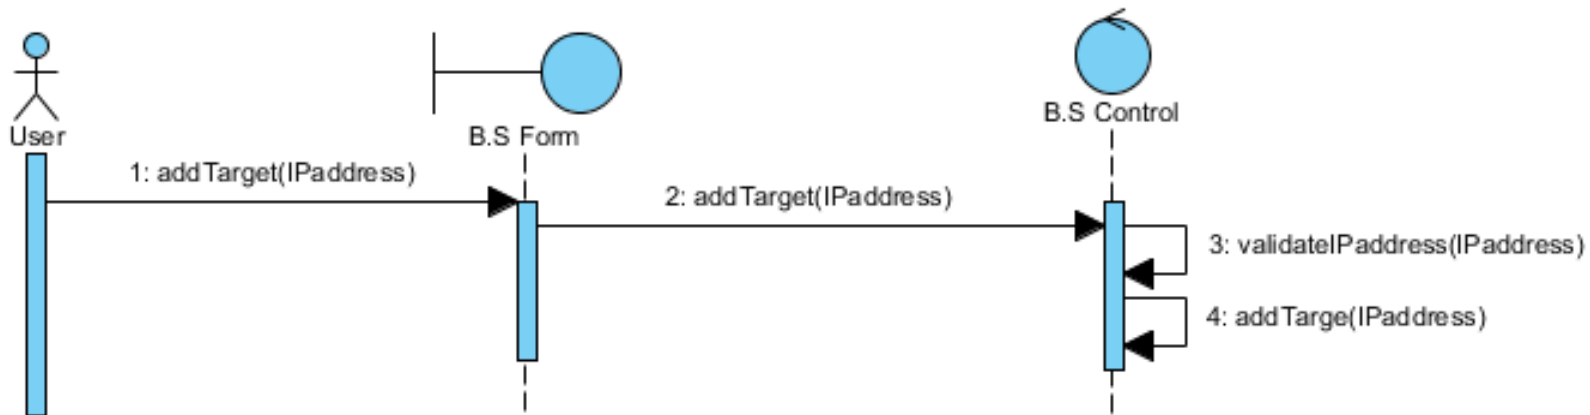 User
B.S Form
B.S Control
1: addTarget(IPaddress)
2: addTarget(IPaddress)
3: validateIPaddress(IPaddress)
4: addTarge(IPaddress)